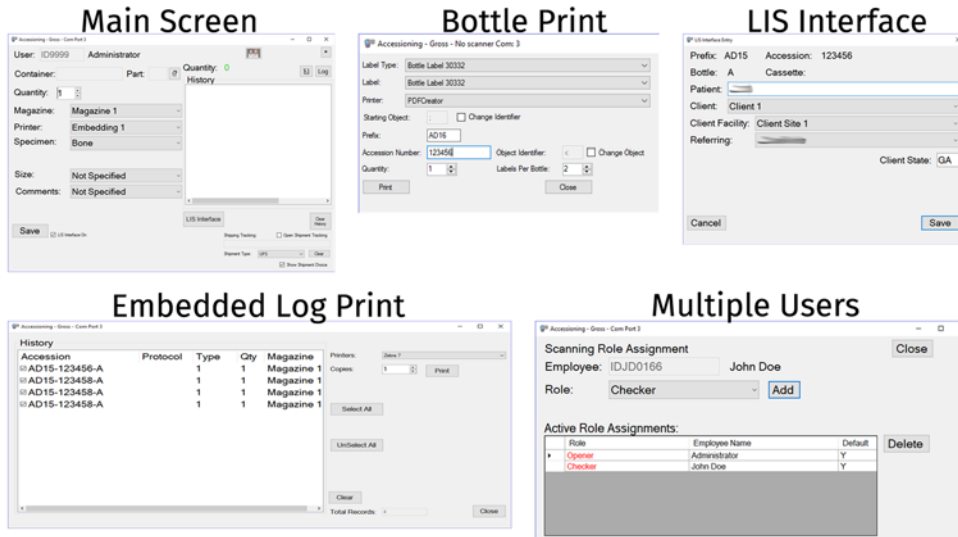 Main Screen
Accessioning - Gross - Com Port 3
User: ID9999 Administrator
Container: Part:
Quantity: 0
Log
History
Quantity: 1
Magazine: Magazine 1
Printer: Embedding 1
Specimen: Bone
Size: Not Specified
Comments: Not Specified
LIS Interface
Clear History
Save
LIS Interface On
Shipping Tracking:
Open Shipment Tracking
Shipment Type UPS Clear
Show Shipment Choice
Bottle Print
Accessioning - Gross - No scanner Com: 3
Label Type: Bottle Label 30332
Label: Bottle Label 30332
Printer: PDFCreator
Starting Object: Change Identifier
Prefix: AD16
Accession Number: 123456 Object Identifier: < Change Object
Quantity: 1 Labels Per Bottle: 2
Print Close
LIS Interface
LIS Interface Entry
Prefix: AD15 Accession: 123456
Bottle: A Cassette:
Patient:
Client: Client 1
Client Facility: Client Site 1
Referring:
Client State: GA
Cancel Save
Embedded Log Print
Accessioning - Gross - Com Port 3
History
Accession Protocol Type Qty Magazine
AD15-123456-A 1 1 Magazine 1
AD15-123458-A 1 1 Magazine 1
AD15-123458-A 1 1 Magazine 1
AD15-123458-A 1 1 Magazine 1
Printers: Zebra 7
Copies: 1 Print
Select All
UnSelect All
Clear
Total Records:
Close
Multiple Users
Accessioning - Gross - Com Port 3
Scanning Role Assignment
Close
Employee: IDJD0166 John Doe
Role: Checker Add
Active Role Assignments:
Role Employee Name Default
Opener Administrator Y
Checker John Doe Y
Delete